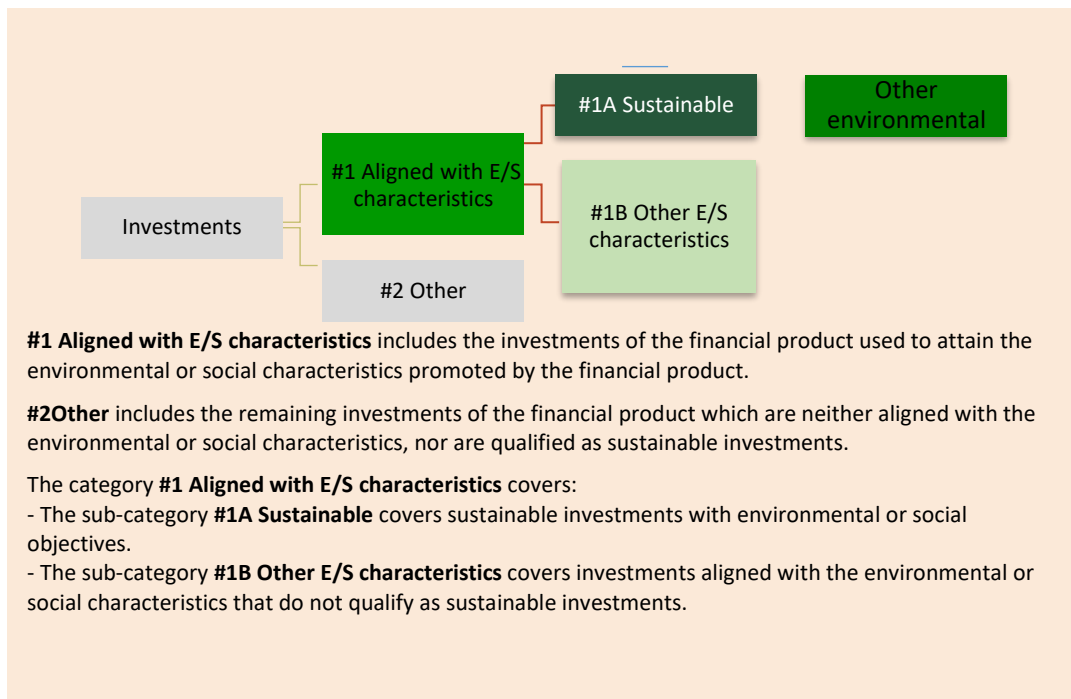 #1A Sustainable
Other
environmental
#1 Aligned with E/S
characteristics
#1B Other E/S
characteristics
Investments
#2 Other
#1 Aligned with E/S characteristics includes the investments of the financial product used to attain the
environmental or social characteristics promoted by the financial product.
#2Other includes the remaining investments of the financial product which are neither aligned with the
environmental or social characteristics, nor are qualified as sustainable investments.
The category #1 Aligned with E/S characteristics covers:
- The sub-category #1A Sustainable covers sustainable investments with environmental or social
objectives.
- The sub-category #1B Other E/S characteristics covers investments aligned with the environmental or
social characteristics that do not qualify as sustainable investments.